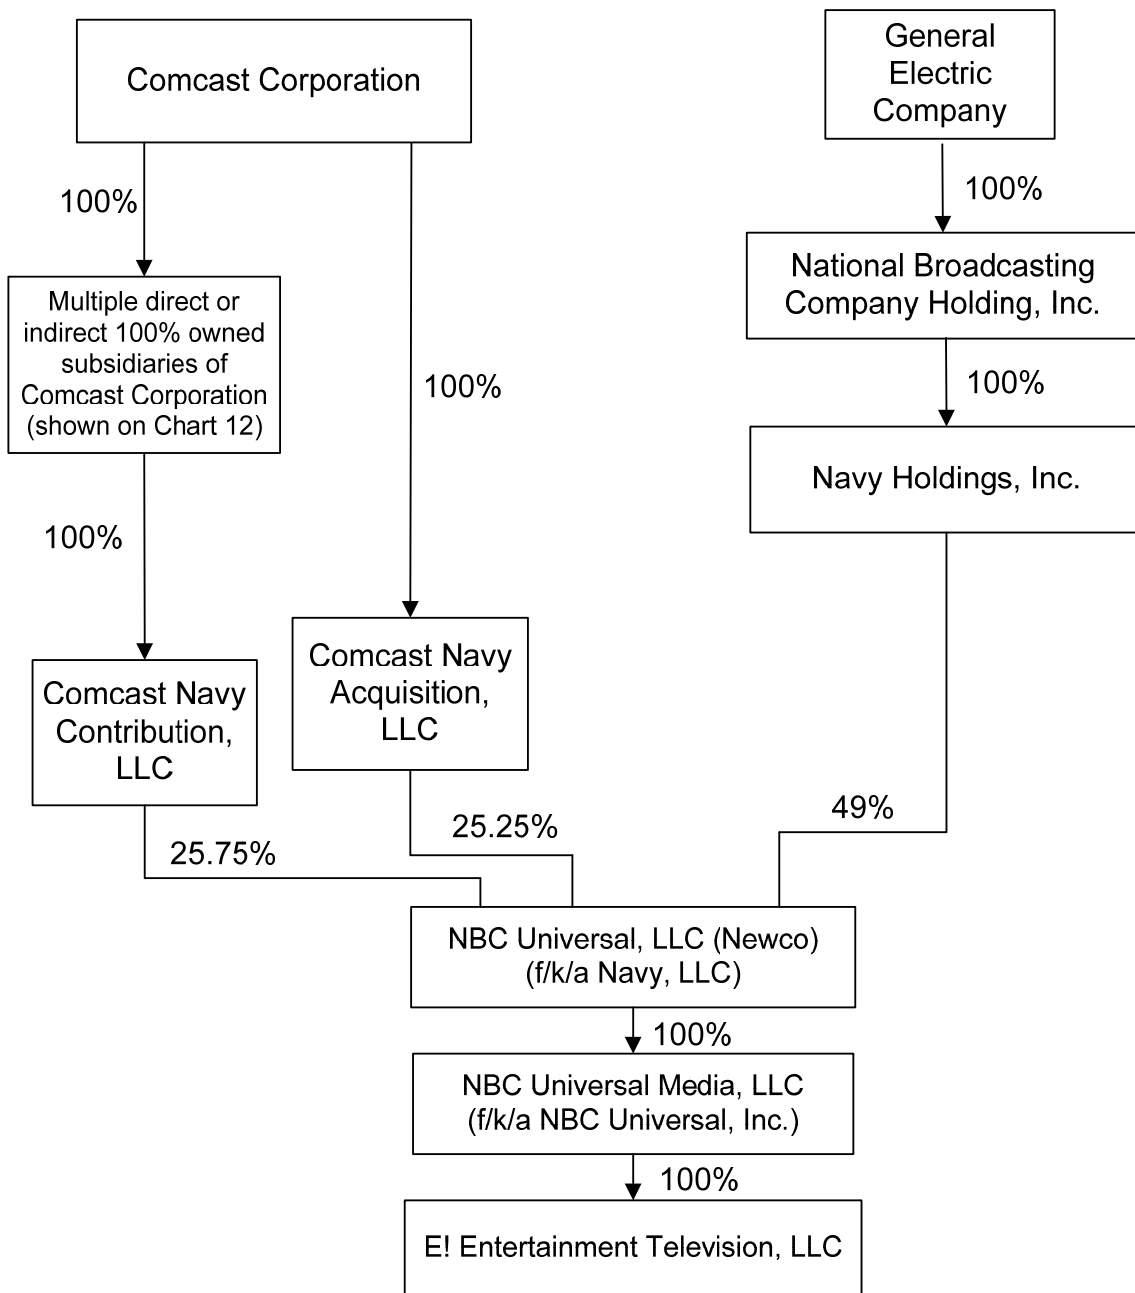 Comcast Corporation
General
Electric
Company
100%
100%
National Broadcasting
Company Holding, Inc.
Multiple direct or
indirect 100% owned
subsidiaries of
Comcast Corporation
(shown on Chart 12)
100%
100%
Navy Holdings, Inc.
100%
Comcast Navy
Acquisition,
LLC
Comcast Navy
Contribution,
LLC
49%
25.25%
25.75%
NBC Universal, LLC (Newco)
(f/k/a Navy, LLC)
100%
NBC Universal Media, LLC
(f/k/a NBC Universal, Inc.)
100%
E! Entertainment Television, LLC